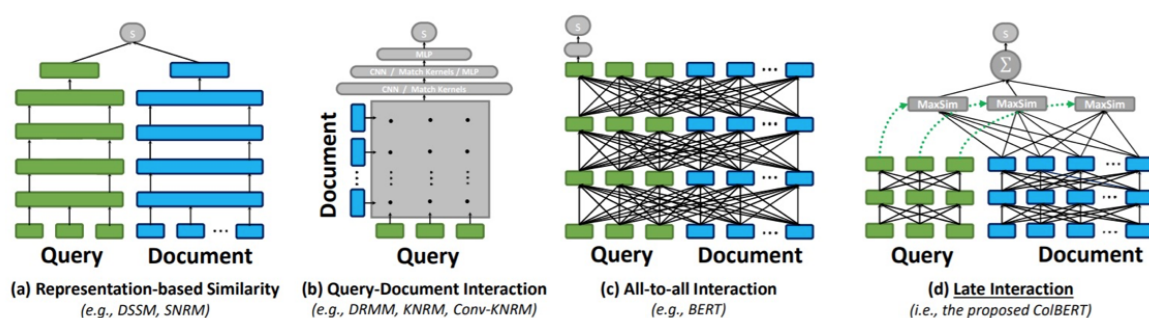 S
Query
Document
(a) Representation-based Similarity
(e.g., DSSM, SNRM)
S
MLP
CNN / Match Kernels / MLP
CNN / Match Kernels
Document
Query
(b) Query-Document Interaction
(e.g., DRMM, KNRM, Conv-KNRM)
S
Query
Document
(c) All-to-all Interaction
(e.g., BERT)
S
Σ
MaxSim
MaxSim
MaxSim
Query
Document
(d) Late Interaction
(i.e., the proposed ColBERT)